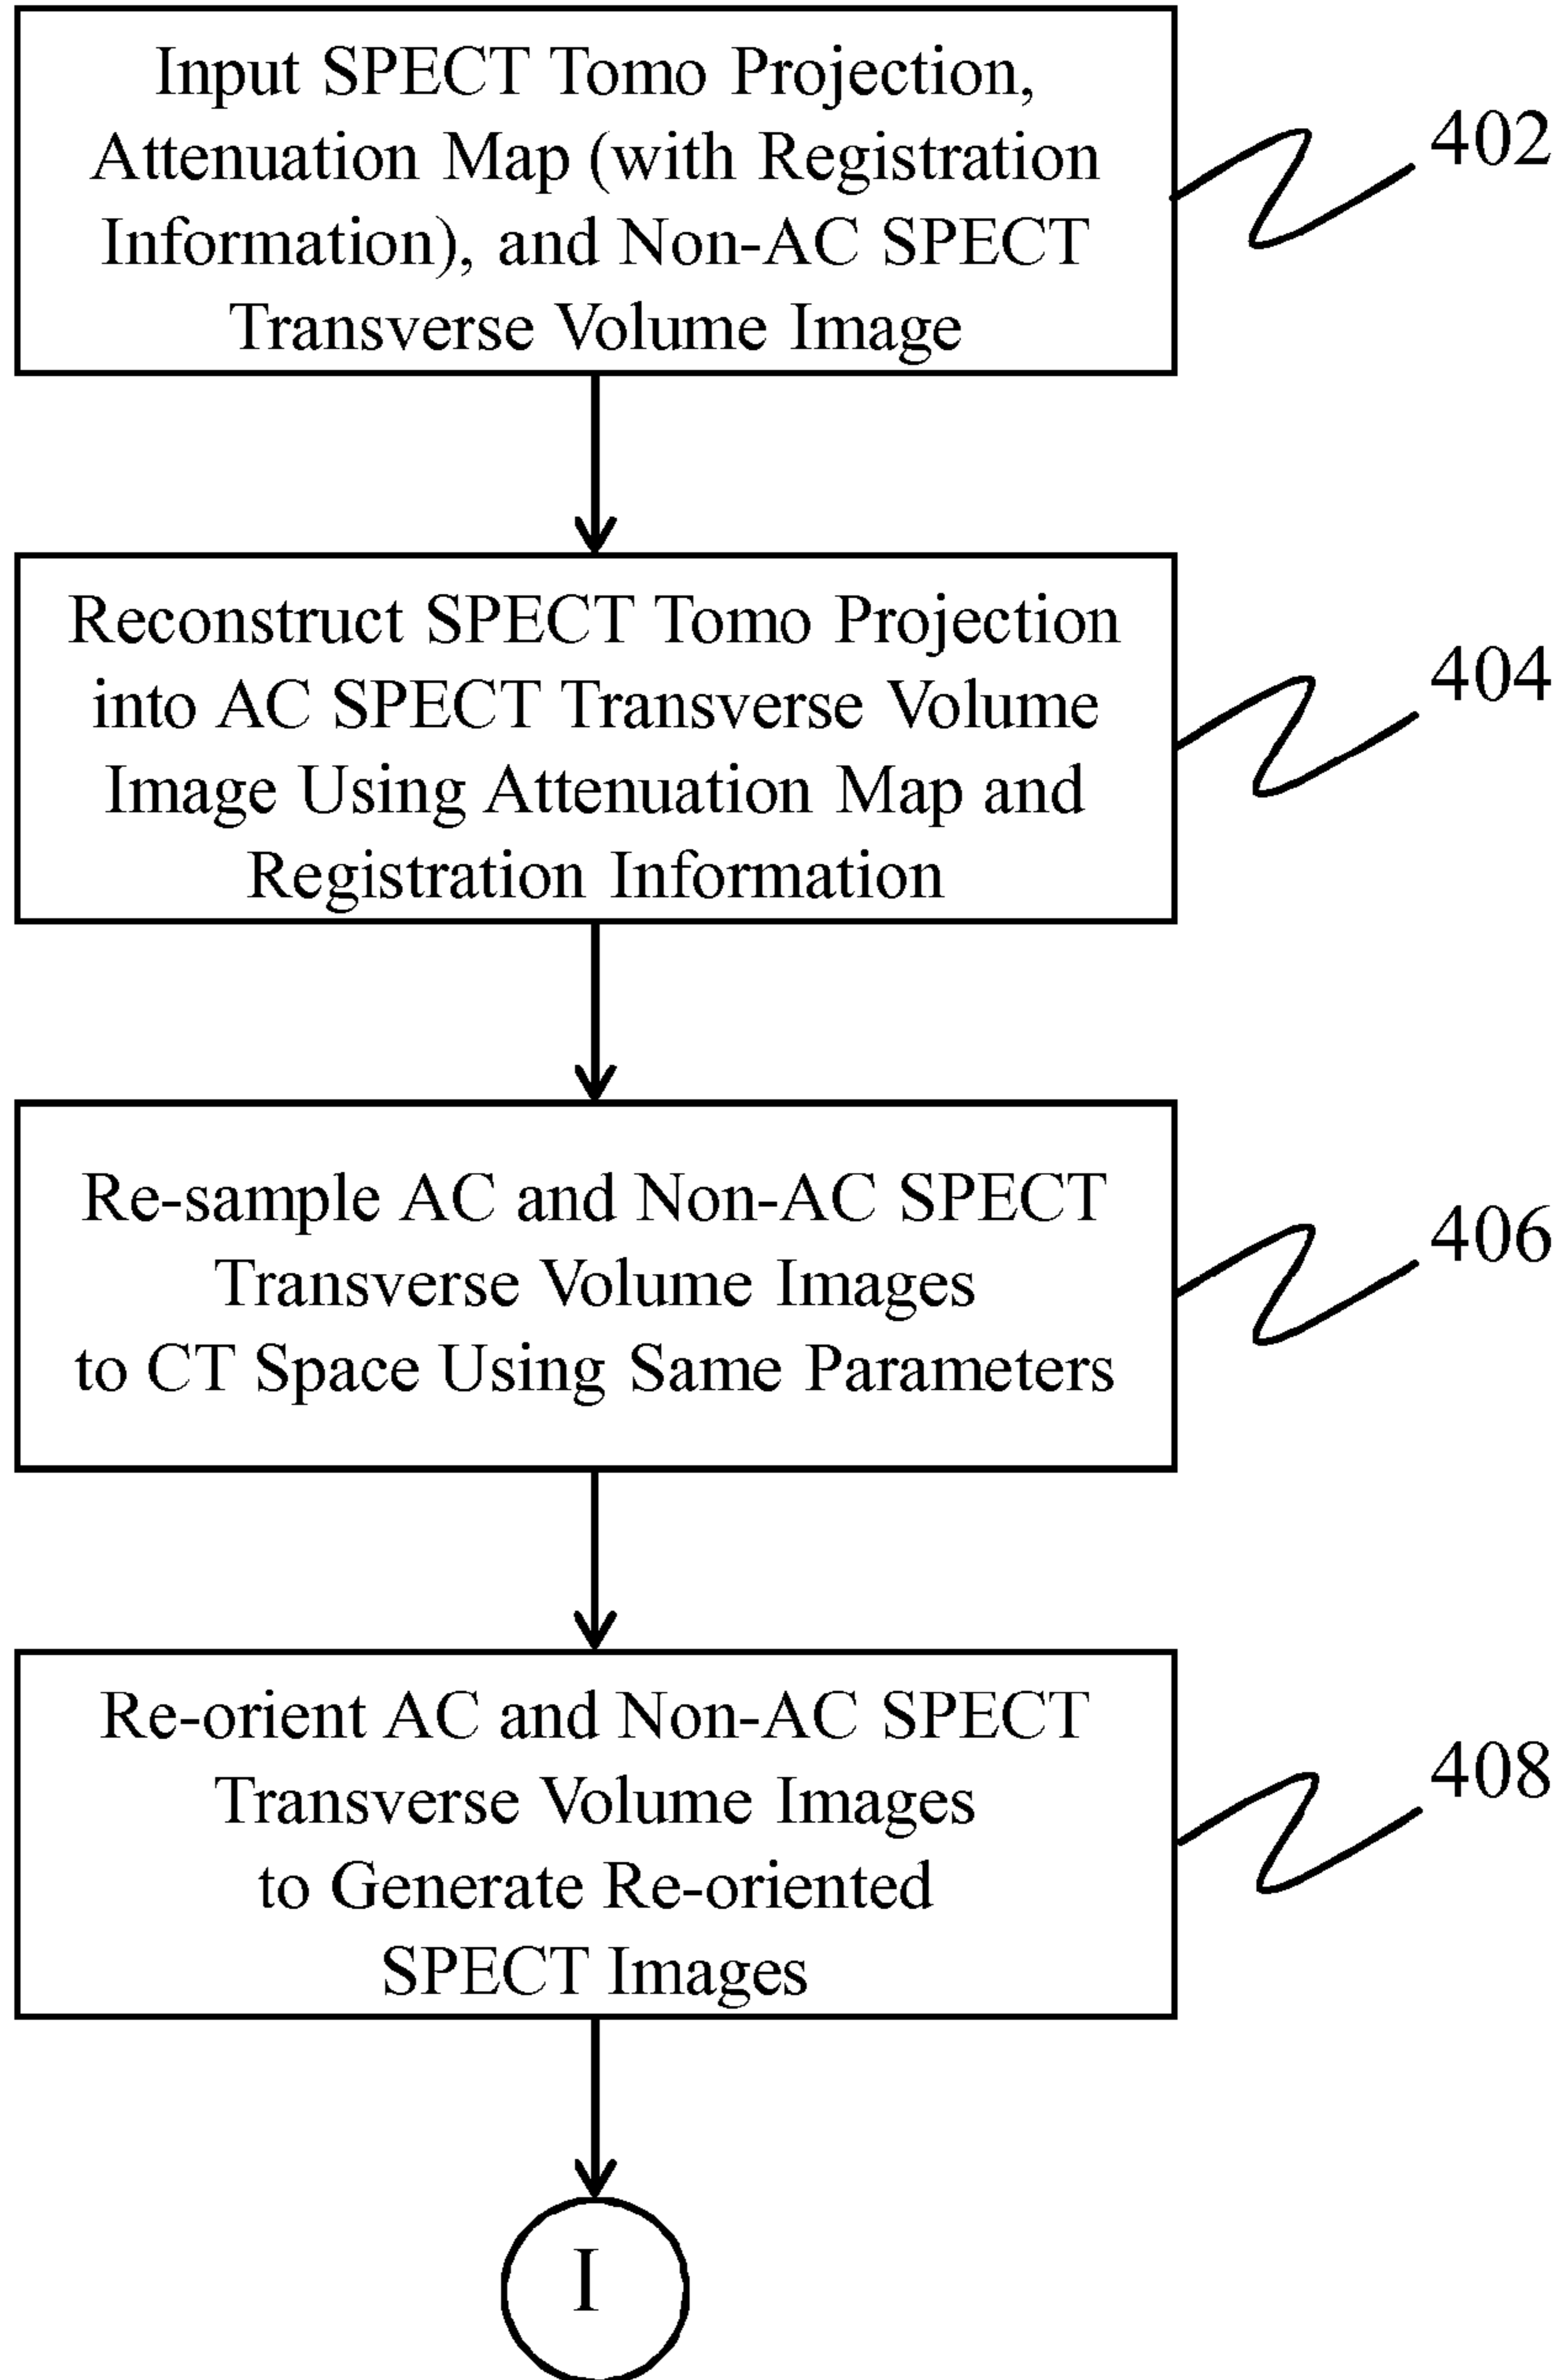 Input SPECT Tomo Projection,
Attenuation Map (with Registration
Information), and Non-AC SPECT
Transverse Volume Image
402
Reconstruct SPECT Tomo Projection
into AC SPECT Transverse Volume
Image Using Attenuation Map and
Registration Information
404
Re-sample AC and Non-AC SPECT
Transverse Volume Images
to CT Space Using Same Parameters
406
Re-orient AC and Non-AC SPECT
Transverse Volume Images
to Generate Re-oriented
SPECT Images
408
I